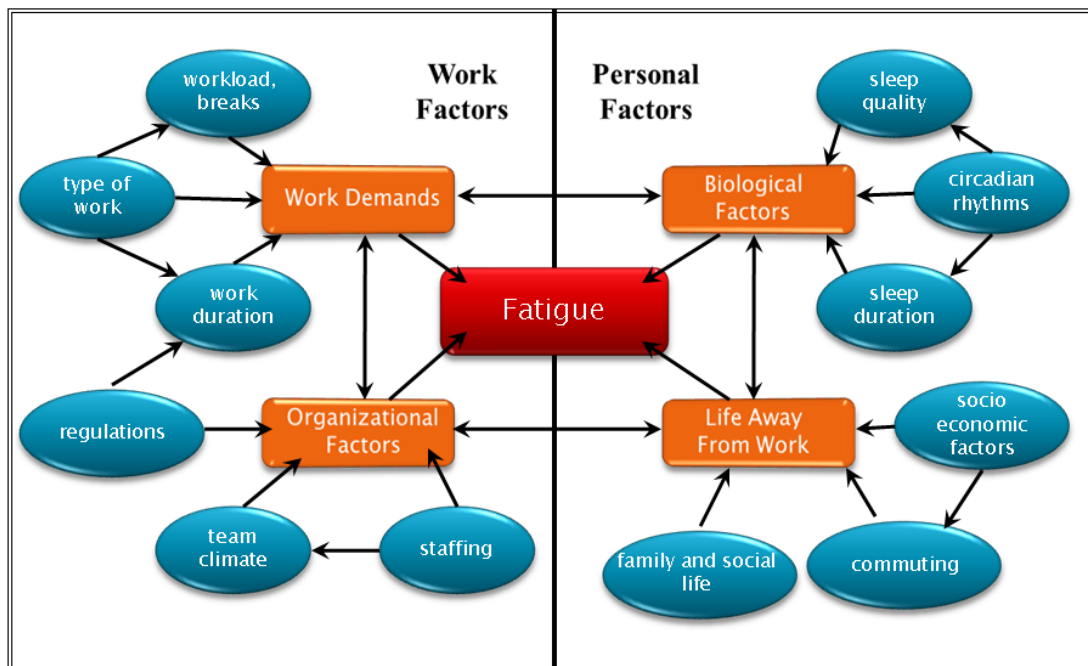 Work
Factors
Personal
Factors
workload,
breaks
type of
work
work
duration
regulations
team
climate
staffing
Work Demands
Organizational
Factors
Fatigue
Biological
Factors
Life Away
From Work
sleep
quality
circadian
rhythms
sleep
duration
socio
economic
factors
commuting
family and social
life